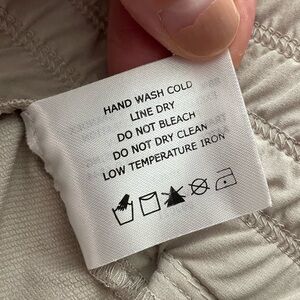 HAND WASH COLD
LINE DRY
DO NOT BLEACH
DO NOT DRY CLEAN
LOW TEMPERATURE IRON